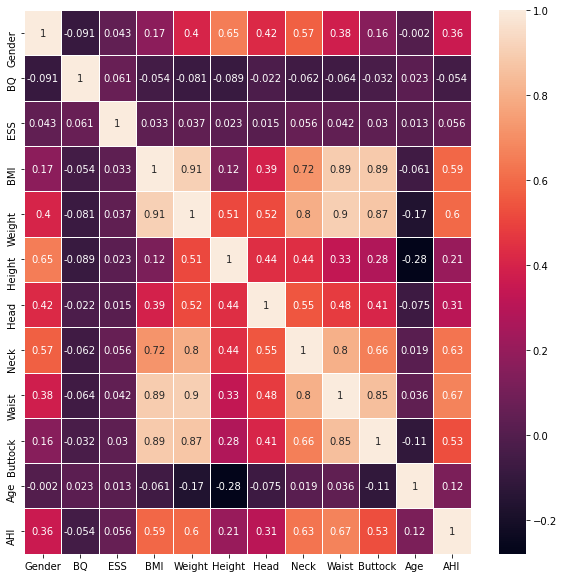 Gender 1 -0.091 0.043 0.17 0.4 0.65 0.42 0.57 0.38 0.16 -0.002 0.36
BQ -0.091 1 0.061 -0.054 -0.081 -0.089 -0.022 -0.062 -0.064 -0.032 0.023 -0.054
ESS 0.043 0.061 1 0.033 0.037 0.023 0.015 0.056 0.042 0.03 0.013 0.056
BMI 0.17 -0.054 0.033 1 0.91 0.12 0.39 0.72 0.89 0.89 -0.061 0.59
Weight 0.4 -0.081 0.037 0.91 1 0.51 0.52 0.8 0.9 0.87 -0.17 0.6
Height 0.65 -0.089 0.023 0.12 0.51 1 0.44 0.44 0.33 0.28 -0.28 0.21
Head 0.42 -0.022 0.015 0.39 0.52 0.44 1 0.55 0.48 0.41 -0.075 0.31
Neck 0.57 -0.062 0.056 0.72 0.8 0.44 0.55 1 0.8 0.66 0.019 0.63
Waist 0.38 -0.064 0.042 0.89 0.9 0.33 0.48 0.8 1 0.85 0.036 0.67
Buttock 0.16 -0.032 0.03 0.89 0.87 0.28 0.41 0.66 0.85 1 -0.11 0.53
Age -0.002 0.023 0.013 -0.061 -0.17 -0.28 -0.075 0.019 0.036 -0.11 1 0.12
AHI 0.36 -0.054 0.056 0.59 0.6 0.21 0.31 0.63 0.67 0.53 0.12 1
Gender BQ ESS BMI Weight Height Head Neck Waist Buttock Age AHI
1.0
0.8
0.6
0.4
0.2
0.0
−0.2